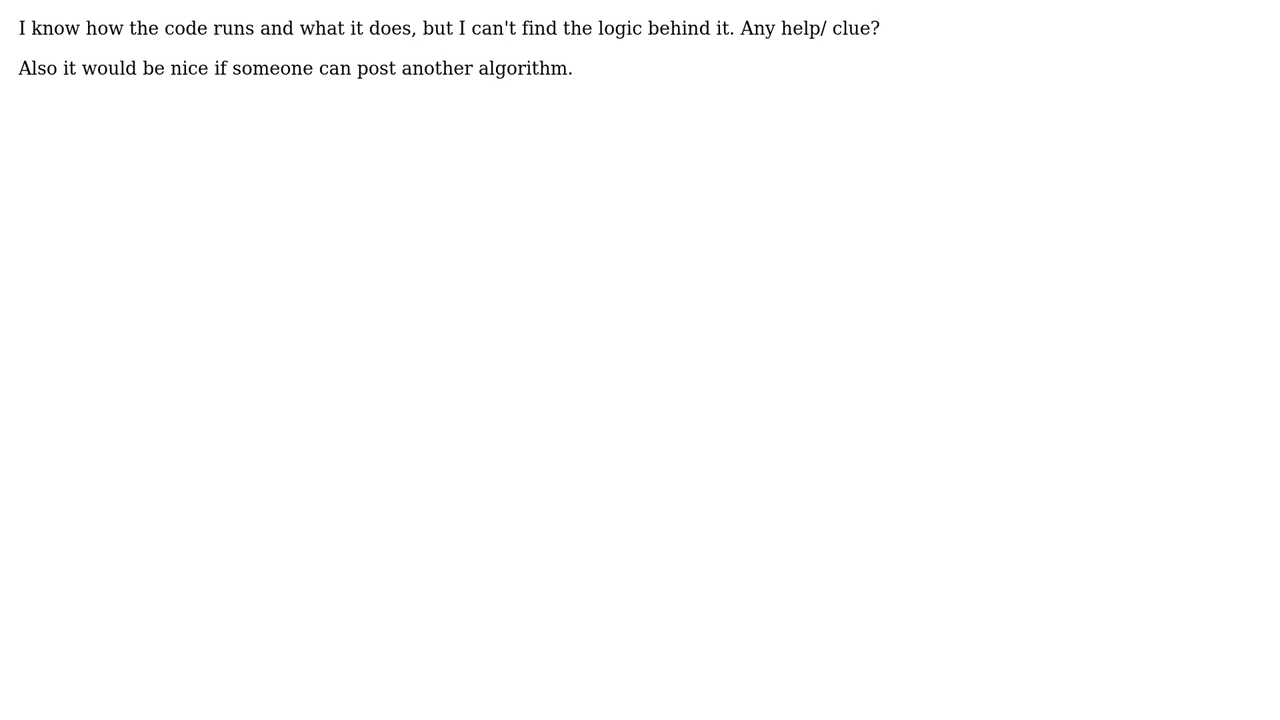 I know how the code runs and what it does, but I can't find the logic behind it. Any help/ clue?
Also it would be nice if someone can post another algorithm.